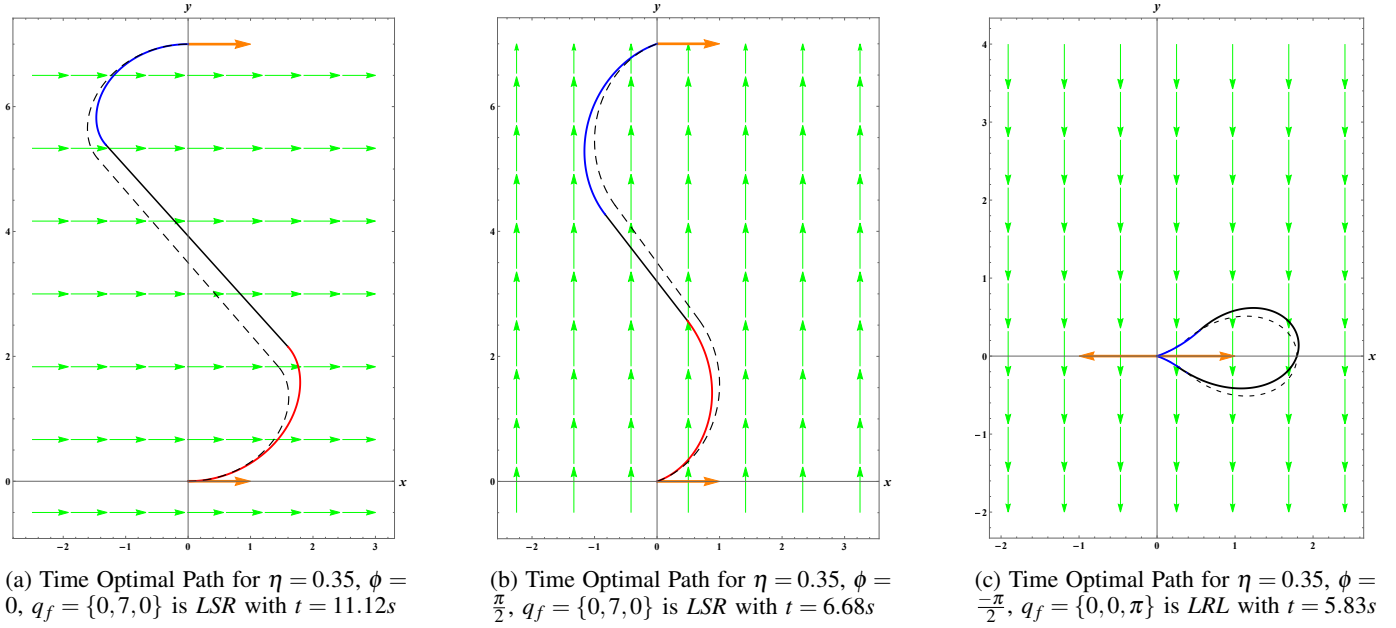 y
6
4
2
0
x
-2
-1
0
1
2
3
(a) Time Optimal Path for η = 0.35, ϕ =
0, q_f = {0,7,0} is LSR with t = 11.12s
y
6
4
2
0
x
-2
-1
0
1
2
3
(b) Time Optimal Path for η = 0.35, ϕ =
π/2, q_f = {0,7,0} is LSR with t = 6.68s
y
4
3
2
1
0
x
-1
-2
-2
-1
0
1
2
(c) Time Optimal Path for η = 0.35, ϕ =
-π/2, q_f = {0,0,π} is LRL with t = 5.83s